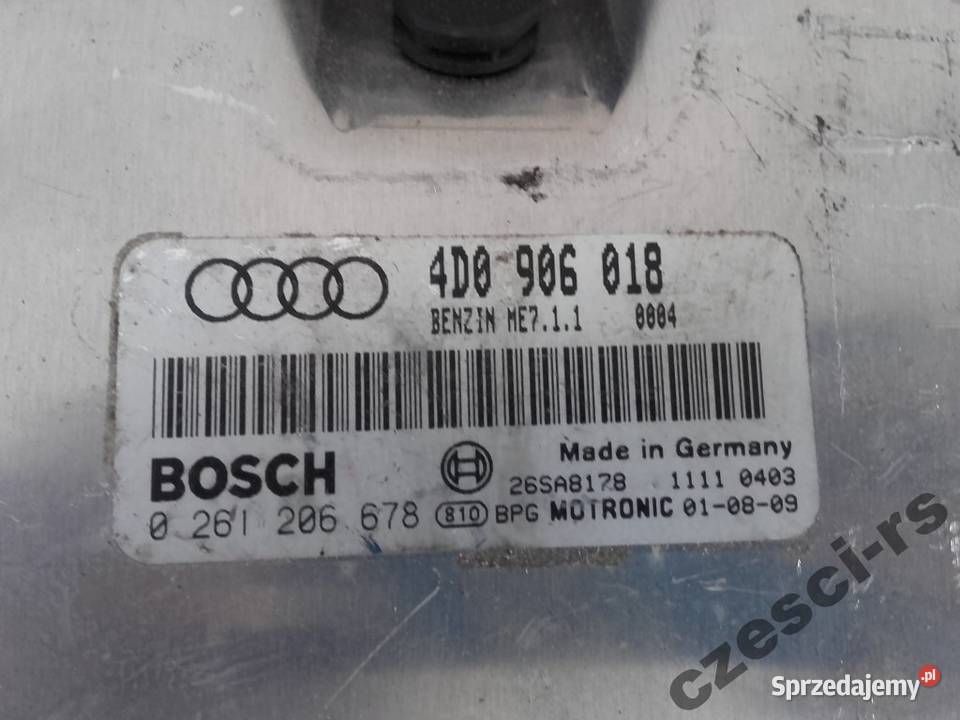 4D0 906 018
BENZIN ME7.1.1 0004
BOSCH
Made in Germany
26SA8178 1111 0403
0 261 206 678 810 BPG MOTRONIC 01-08-09
czesci-rs
Sprzedajemy.pl